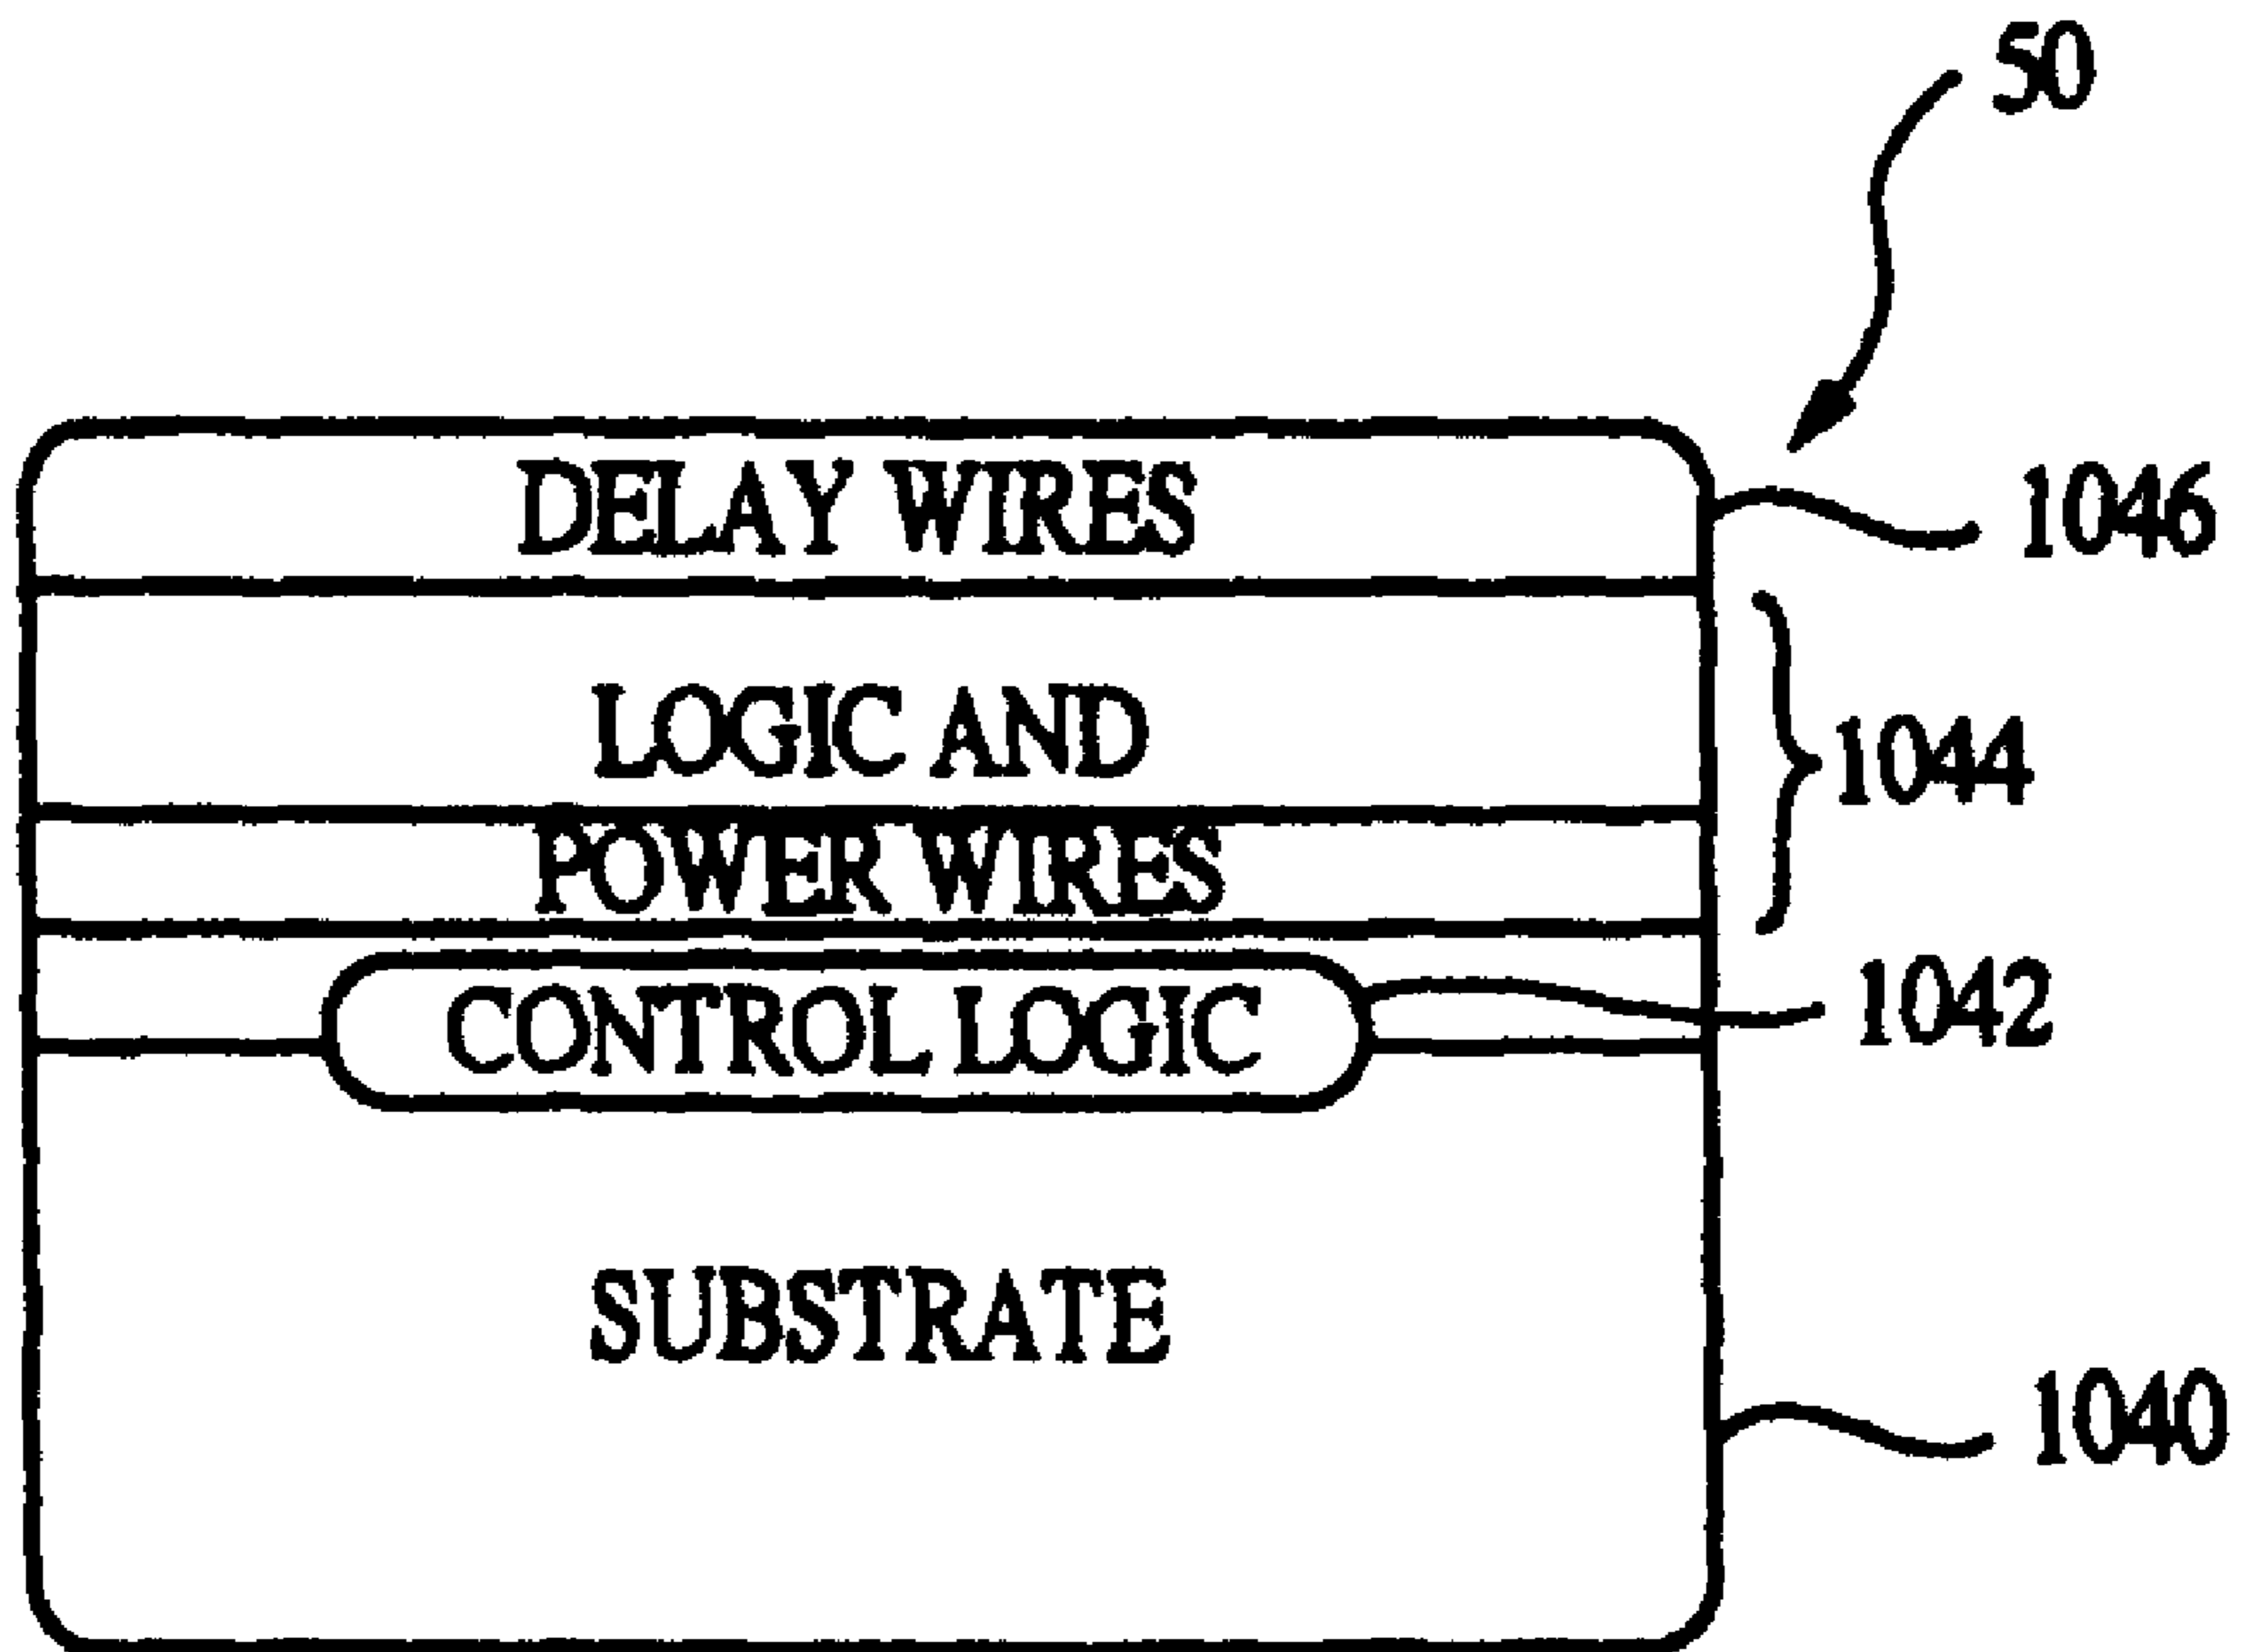 50
DELAY WIRES
1046
LOGIC AND
1044
POWER WIRES
CONTROL LOGIC
1042
SUBSTRATE
1040